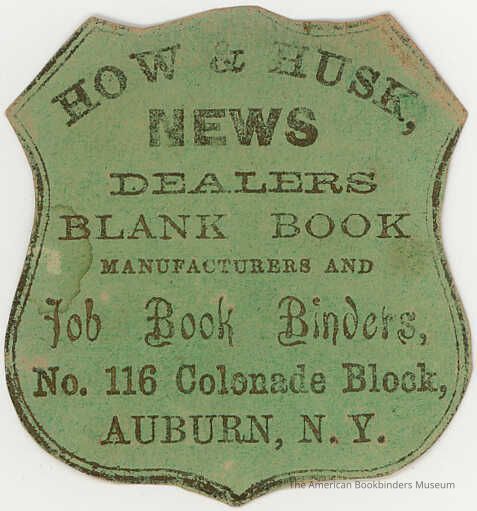 HOW & HUSK,
NEWS
DEALERS
BLANK BOOK
MANUFACTURERS AND
Job Book Binders,
No. 116 Colonade Block,
AUBURN, N. Y.
The American Bookbinders Museum